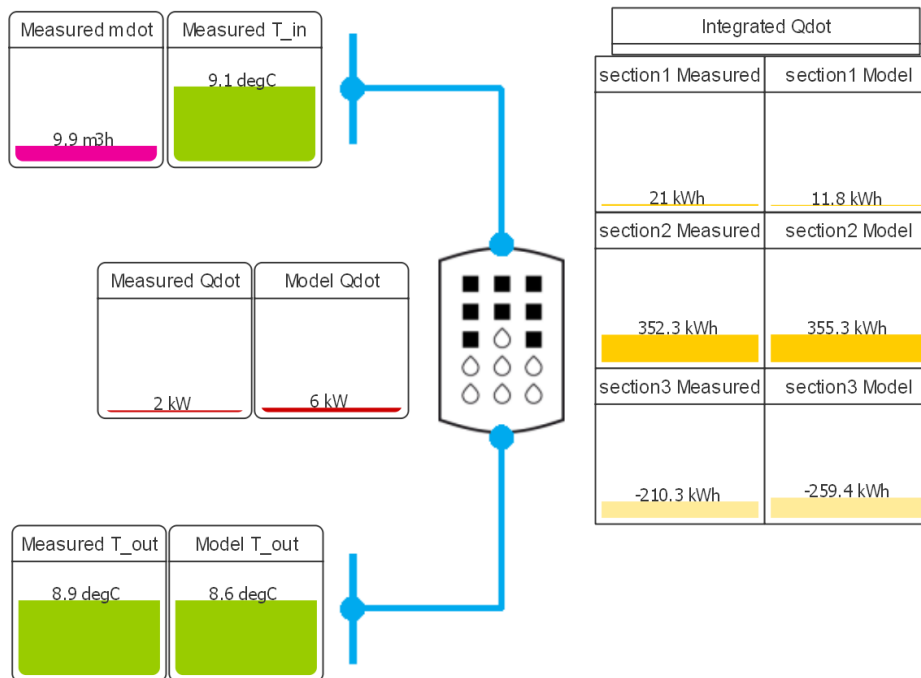 Measured mdot
Measured T_in
9.9 m3h
9.1 degC
Integrated Qdot
section1 Measured
section1 Model
21 kWh
11.8 kWh
section2 Measured
section2 Model
352.3 kWh
355.3 kWh
section3 Measured
section3 Model
-210.3 kWh
-259.4 kWh
Measured Qdot
Model Qdot
2 kW
6 kW
Measured T_out
Model T_out
8.9 degC
8.6 degC